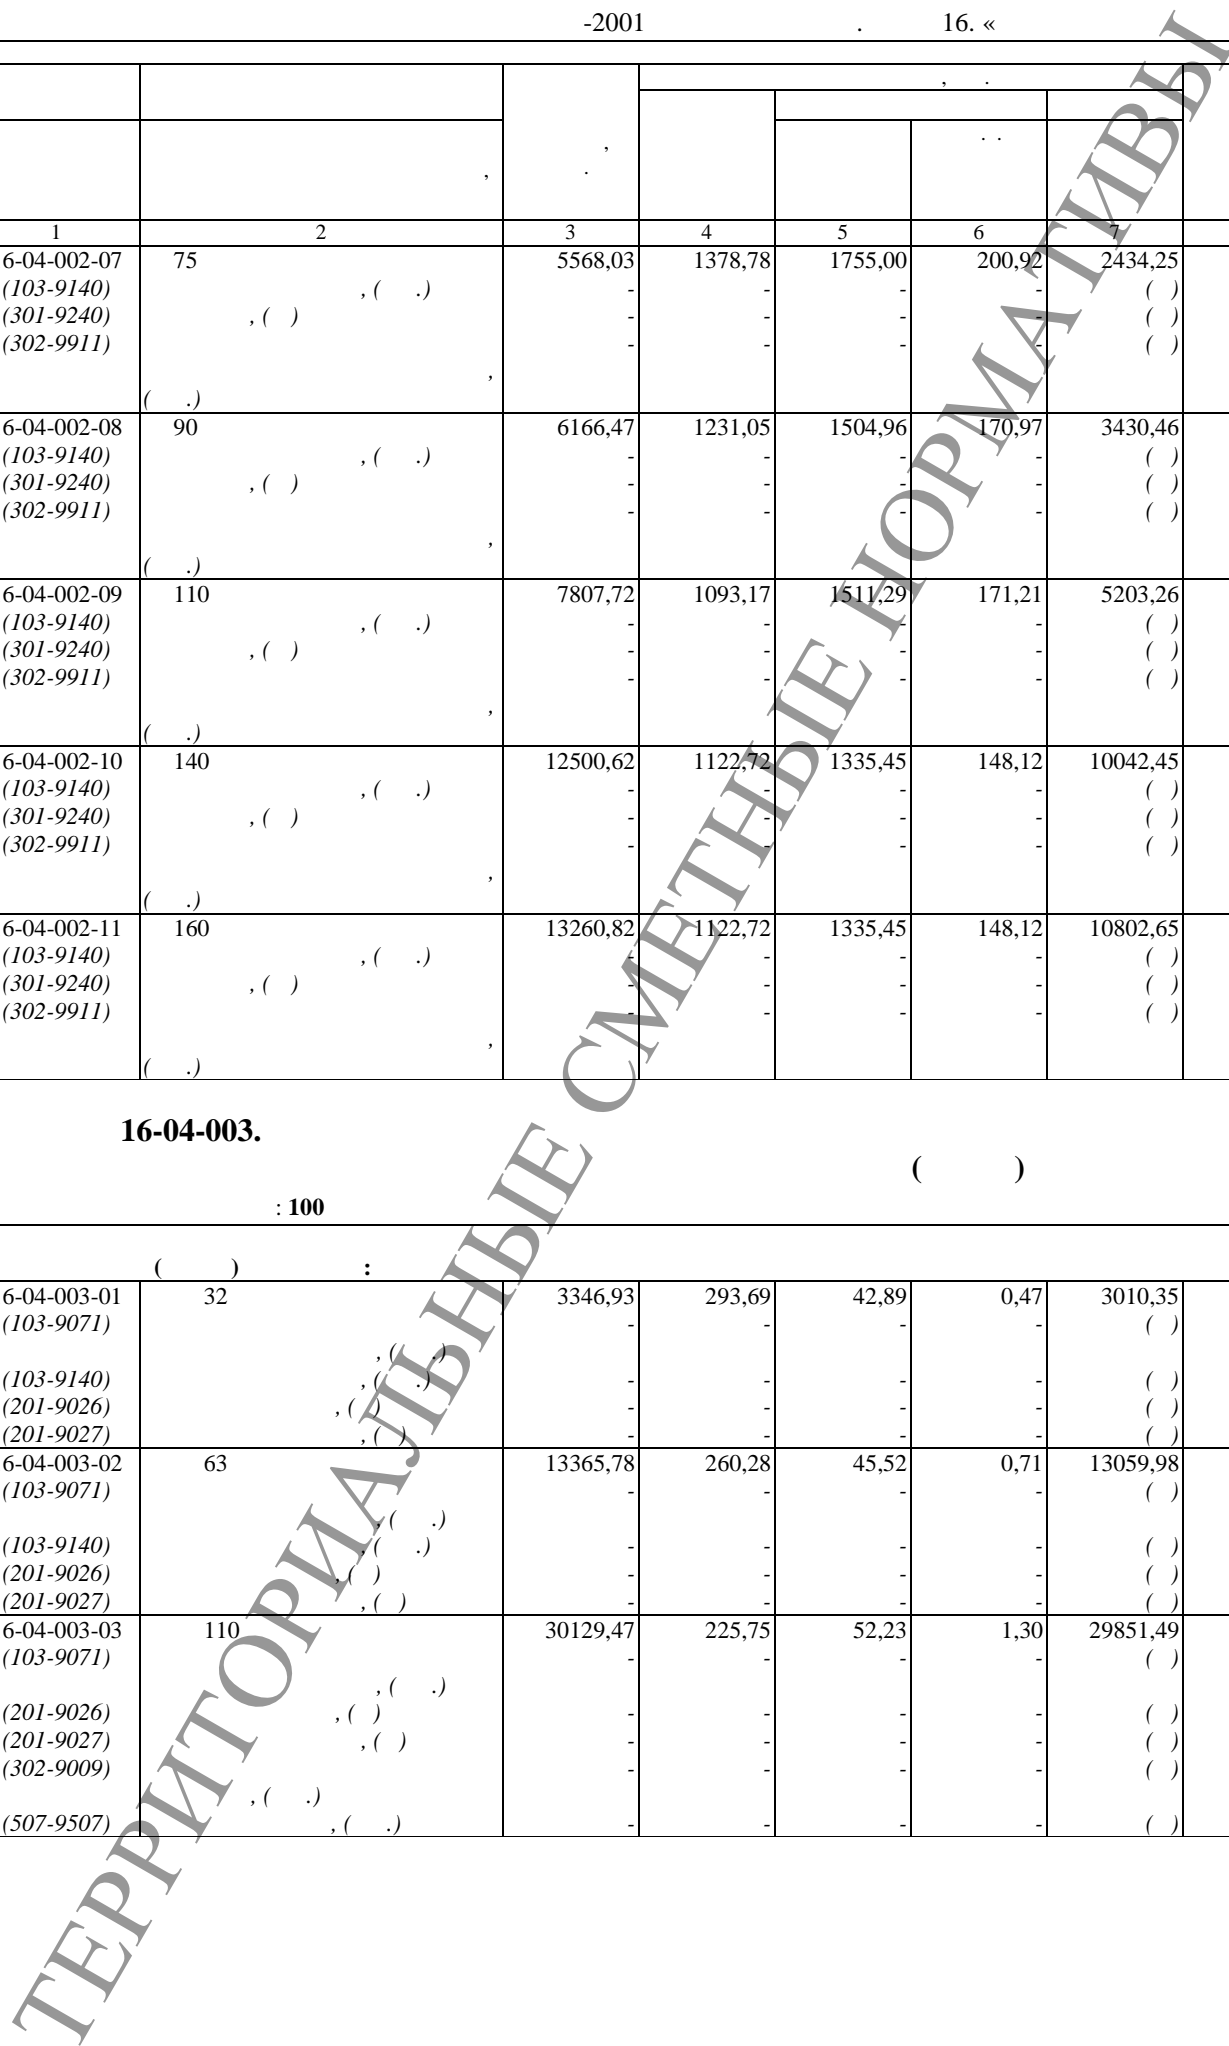 -2001 . 16. «
, .
. .
,
, .
1 2 3 4 5 6 7
6-04-002-07 75 5568,03 1378,78 1755,00 200,92 2434,25
(103-9140) , ( .) - - - - ( )
(301-9240) , ( ) - - - - ( )
(302-9911) - - - - ( )
,
( .)
6-04-002-08 90 6166,47 1231,05 1504,96 170,97 3430,46
(103-9140) , ( .) - - - - ( )
(301-9240) , ( ) - - - - ( )
(302-9911) - - - - ( )
,
( .)
6-04-002-09 110 7807,72 1093,17 1511,29 171,21 5203,26
(103-9140) , ( .) - - - - ( )
(301-9240) , ( ) - - - - ( )
(302-9911) - - - - ( )
,
( .)
6-04-002-10 140 12500,62 1122,72 1335,45 148,12 10042,45
(103-9140) , ( .) - - - - ( )
(301-9240) , ( ) - - - - ( )
(302-9911) - - - - ( )
,
( .)
6-04-002-11 160 13260,82 1122,72 1335,45 148,12 10802,65
(103-9140) , ( .) - - - - ( )
(301-9240) , ( ) - - - - ( )
(302-9911) - - - - ( )
,
( .)
16-04-003.
( )
: 100
( ) :
6-04-003-01 32 3346,93 293,69 42,89 0,47 3010,35
(103-9071) - - - - ( )
, ( .)
(103-9140) , ( .) - - - - ( )
(201-9026) , ( ) - - - - ( )
(201-9027) , ( ) - - - - ( )
6-04-003-02 63 13365,78 260,28 45,52 0,71 13059,98
(103-9071) - - - - ( )
, ( .)
(103-9140) , ( .) - - - - ( )
(201-9026) , ( ) - - - - ( )
(201-9027) , ( ) - - - - ( )
6-04-003-03 110 30129,47 225,75 52,23 1,30 29851,49
(103-9071) - - - - ( )
, ( .)
(201-9026) , ( ) - - - - ( )
(201-9027) , ( ) - - - - ( )
(302-9009) - - - - ( )
, ( .)
(507-9507) , ( .) - - - - ( )
ТЕРРИТОРИАЛЬНЫЕ СМЕТНЫЕ НОРМАТИВЫ